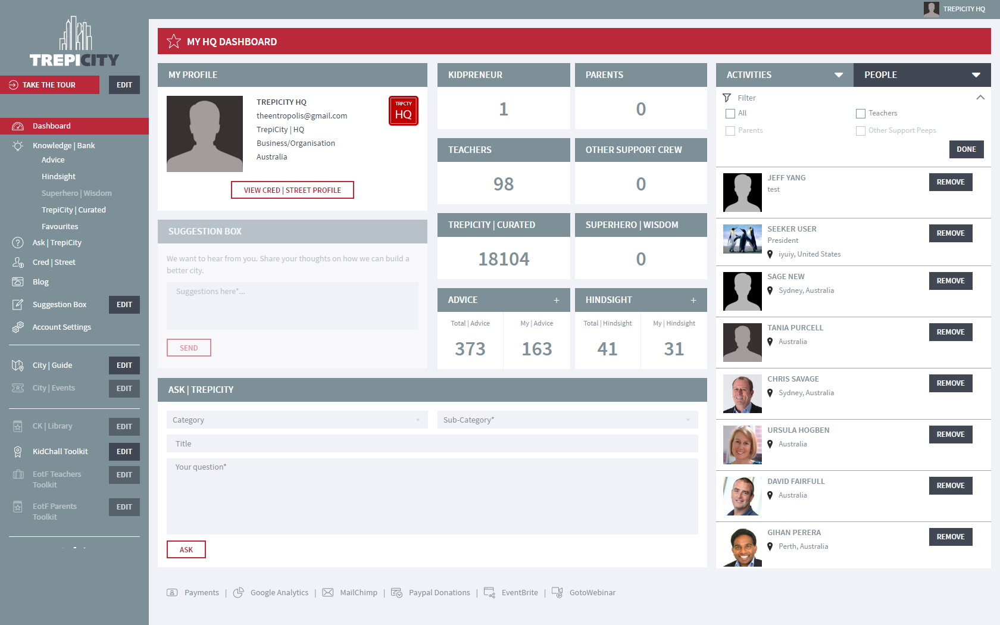 TREPICITY HQ
TREPICITY
TAKE THE TOUR
EDIT
Dashboard
Knowledge | Bank
Advice
Hindsight
Superhero | Wisdom
TrepiCity | Curated
Favourites
Ask | TrepiCity
Cred | Street
Blog
Suggestion Box
EDIT
Account Settings
City | Guide
EDIT
City | Events
EDIT
CK | Library
EDIT
KidChall Toolkit
EDIT
EotF Teachers
Toolkit
EDIT
EotF Parents
Toolkit
EDIT
MY HQ DASHBOARD
MY PROFILE
TREPICITY HQ
theentropolis@gmail.com
TrepiCity | HQ
Business/Organisation
Australia
TRPCTY
HQ
VIEW CRED | STREET PROFILE
SUGGESTION BOX
We want to hear from you. Share your thoughts on how we can build a
better city.
Suggestions here*...
SEND
KIDPRENEUR
1
PARENTS
0
TEACHERS
98
OTHER SUPPORT CREW
0
TREPICITY | CURATED
18104
SUPERHERO | WISDOM
0
ADVICE +
Total | Advice
373
My | Advice
163
HINDSIGHT +
Total | Hindsight
41
My | Hindsight
31
ASK | TREPICITY
Category
Sub-Category*
Title
Your question*
ASK
ACTIVITIES
PEOPLE
Filter
All
Teachers
Parents
Other Support Peeps
DONE
JEFF YANG
test
REMOVE
SEEKER USER
President
iyuiy, United States
REMOVE
SAGE NEW
Sydney, Australia
REMOVE
TANIA PURCELL
Australia
REMOVE
CHRIS SAVAGE
Sydney, Australia
REMOVE
URSULA HOGBEN
Australia
REMOVE
DAVID FAIRFULL
Australia
REMOVE
GIHAN PERERA
Perth, Australia
REMOVE
Payments | Google Analytics | MailChimp | Paypal Donations | EventBrite | GotoWebinar